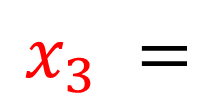 x₃ =